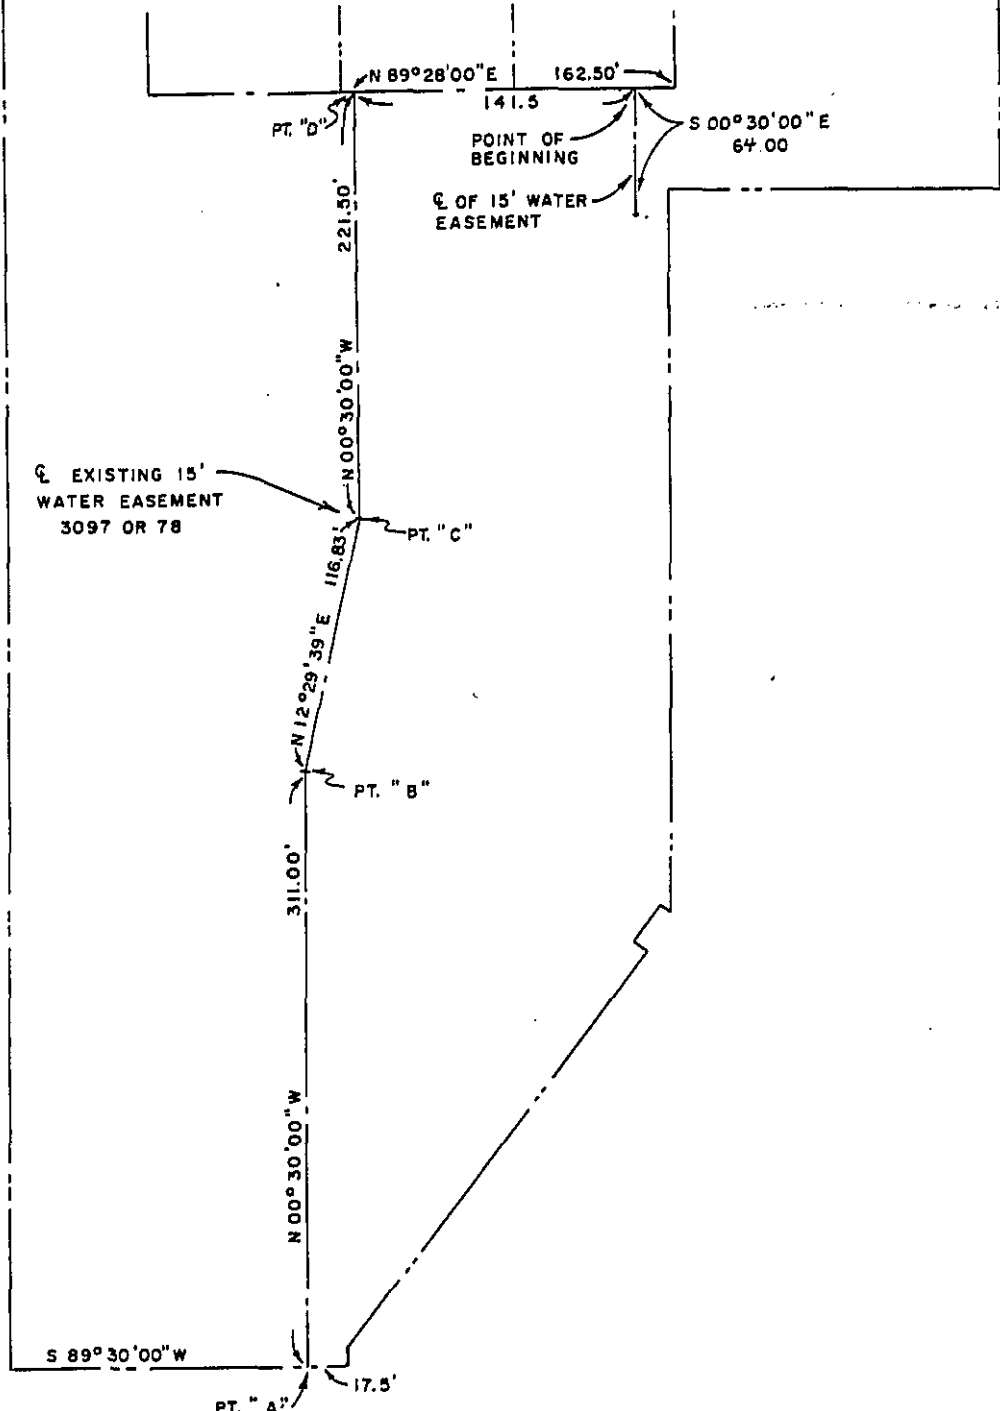 N 89°28'00"E
162.50'
141.5
PT. "D"
POINT OF
BEGINNING
S 00°30'00" E
64.00
℄ OF 15' WATER
EASEMENT
221.50'
N 00°30'00"W
℄ EXISTING 15'
WATER EASEMENT
3097 OR 78
PT. "C"
116.83'
N 12°29'39"E
PT. "B"
311.00'
N 00°30'00"W
S 89°30'00"W
17.5'
PT. "A"